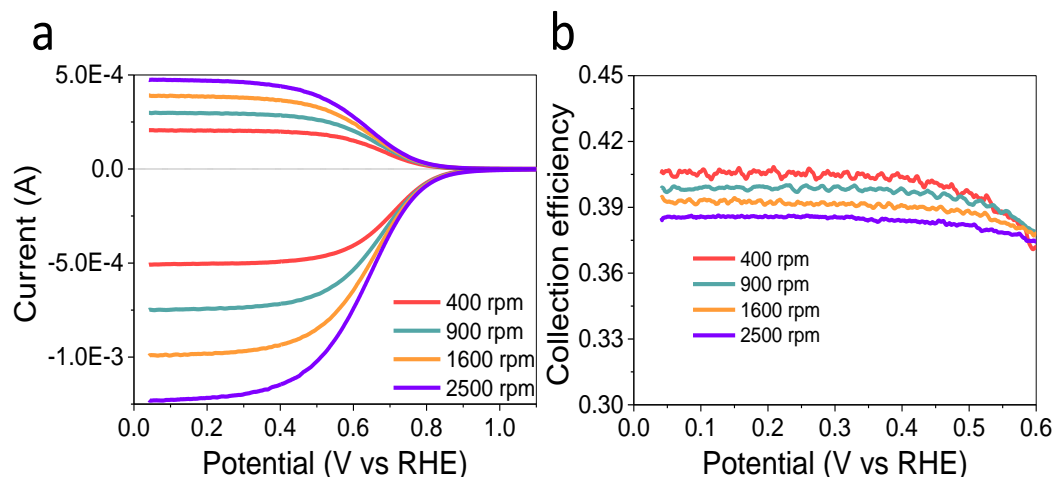 a
5.0E-4
0.0
-5.0E-4
-1.0E-3
Current (A)
400 rpm
900 rpm
1600 rpm
2500 rpm
0.0 0.2 0.4 0.6 0.8 1.0
Potential (V vs RHE)
b
0.45
0.42
0.39
0.36
0.33
0.30
Collection efficiency
400 rpm
900 rpm
1600 rpm
2500 rpm
0.0 0.1 0.2 0.3 0.4 0.5 0.6
Potential (V vs RHE)